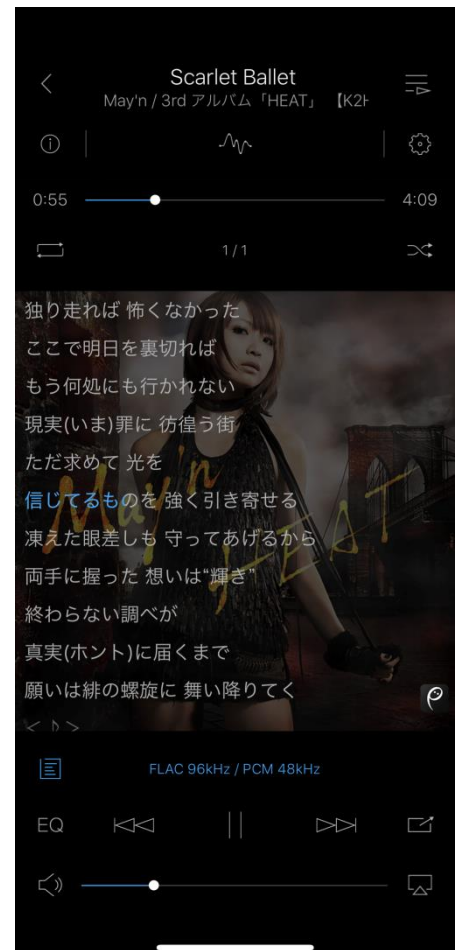 Scarlet Ballet
May'n / 3rd アルバム「HEAT」 【K2H
0:55
4:09
1/1
独り走れば 怖くなかった
ここで明日を裏切れば
もう何処にも行かれない
現実(いま)罪に 彷徨う街
ただ求めて 光を
信じてるものを 強く引き寄せる
凍えた眼差しも 守ってあげるから
両手に握った 想いは“輝き”
終わらない調べが
真実(ホント)に届くまで
願いは緋の螺旋に 舞い降りてく
<♪>
May'n
HEAT
FLAC 96kHz / PCM 48kHz
EQ